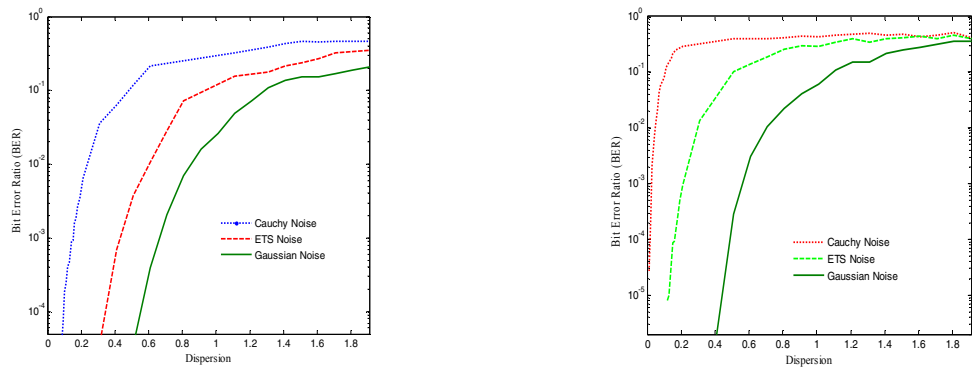 10^0
10^-1
10^-2
10^-3
10^-4
Bit Error Ratio (BER)
Cauchy Noise
ETS Noise
Gaussian Noise
0 0.2 0.4 0.6 0.8 1 1.2 1.4 1.6 1.8
Dispersion
10^0
10^-1
10^-2
10^-3
10^-4
10^-5
Bit Error Ratio (BER)
Cauchy Noise
ETS Noise
Gaussian Noise
0 0.2 0.4 0.6 0.8 1 1.2 1.4 1.6 1.8
Dispersion